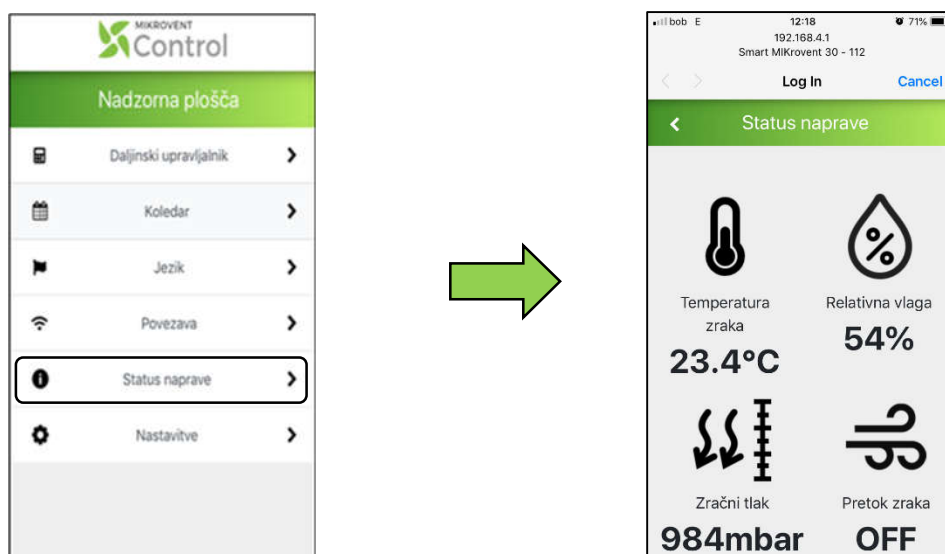 MIKROVENT
Control
Nadzorna plošča
Daljinski upravljalnik
Koledar
Jezik
Povezava
Status naprave
Nastavitve
bob E 12:18 71%
192.168.4.1
Smart MIKrovent 30 - 112
Log In Cancel
Status naprave
Temperatura
zraka
23.4°C
Relativna vlaga
%
54%
Zračni tlak
984mbar
Pretok zraka
OFF